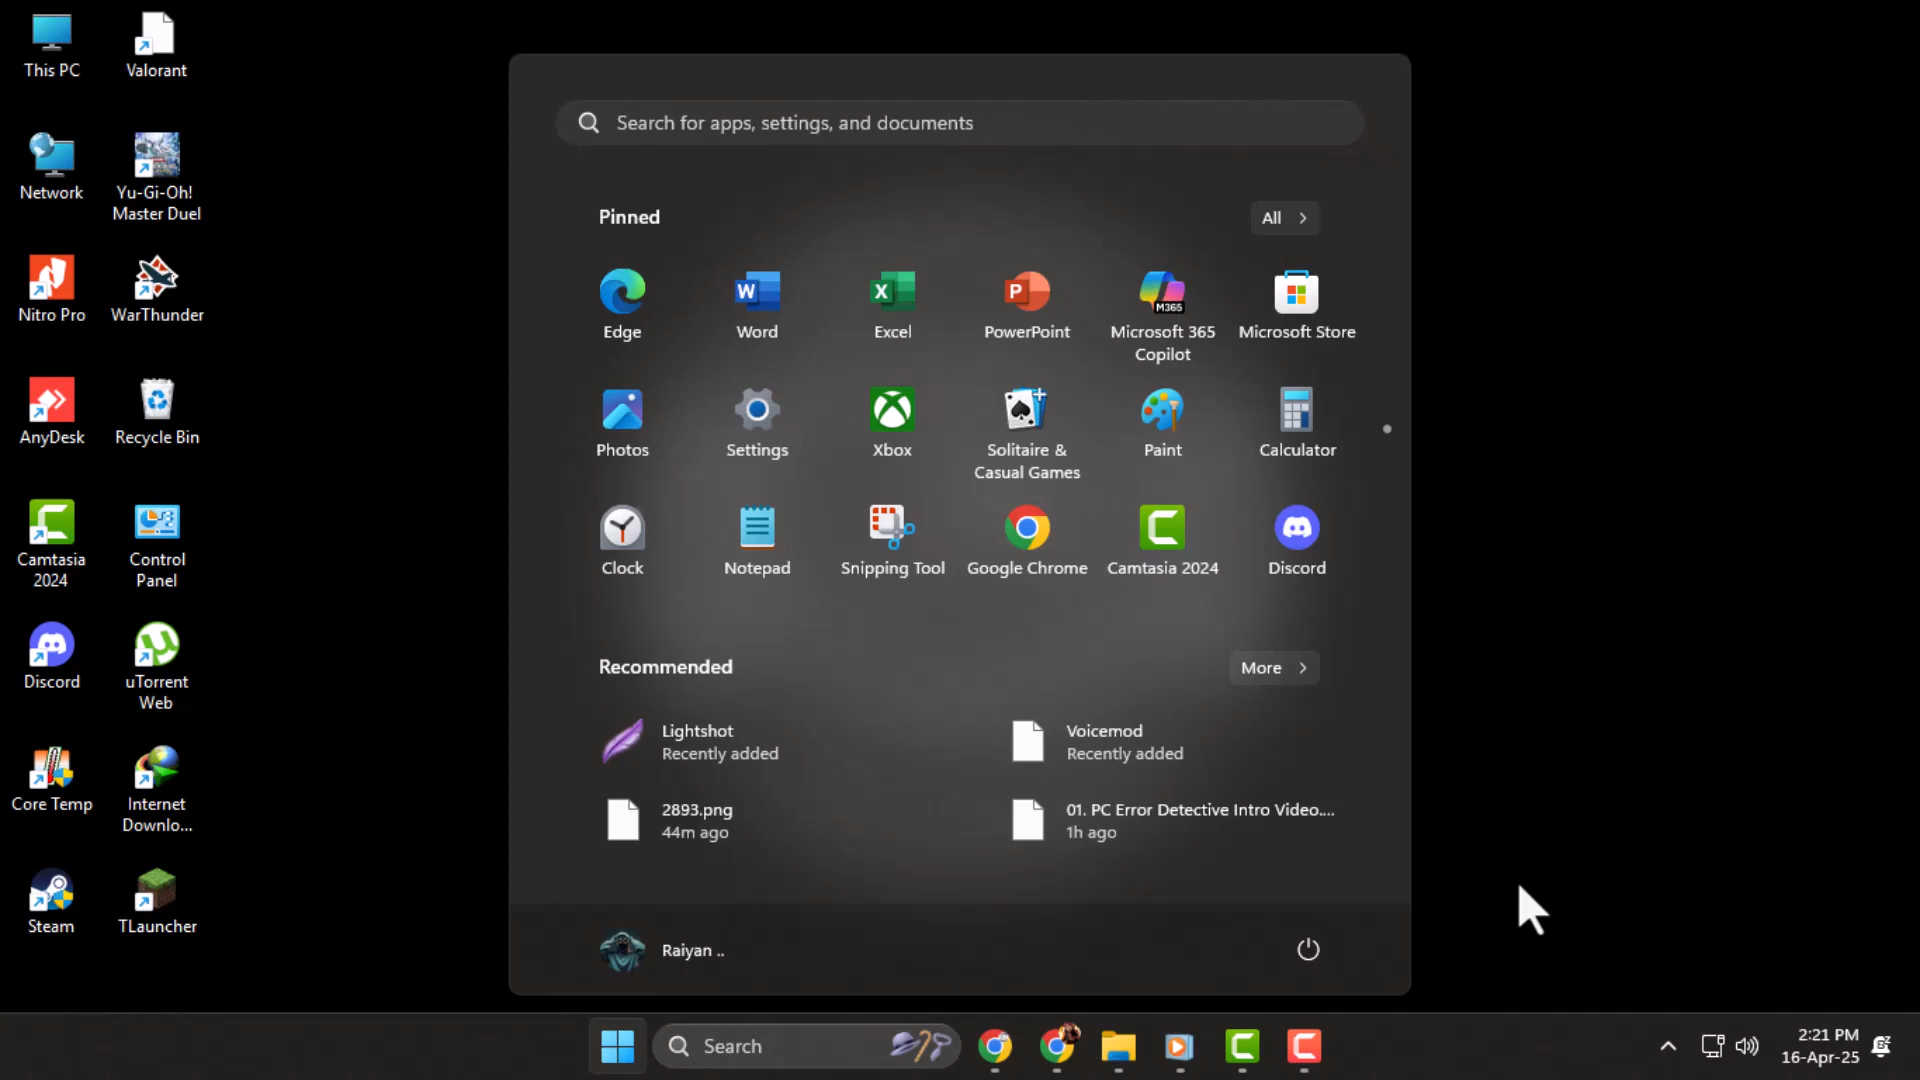 This PC
Valorant
Network
Yu-Gi-Oh!
Master Duel
Nitro Pro
WarThunder
AnyDesk
Recycle Bin
Camtasia
2024
Control
Panel
Discord
uTorrent
Web
Core Temp
Internet
Downlo...
Steam
TLauncher
Search for apps, settings, and documents
Pinned
All
Edge
Word
Excel
PowerPoint
M365
Microsoft 365
Copilot
Microsoft Store
Photos
Settings
Xbox
Solitaire &
Casual Games
Paint
Calculator
Clock
Notepad
Snipping Tool
Google Chrome
Camtasia 2024
Discord
Recommended
More
Lightshot
Recently added
Voicemod
Recently added
2893.png
44m ago
01. PC Error Detective Intro Video....
1h ago
Raiyan ..
Search
2:21 PM
16-Apr-25